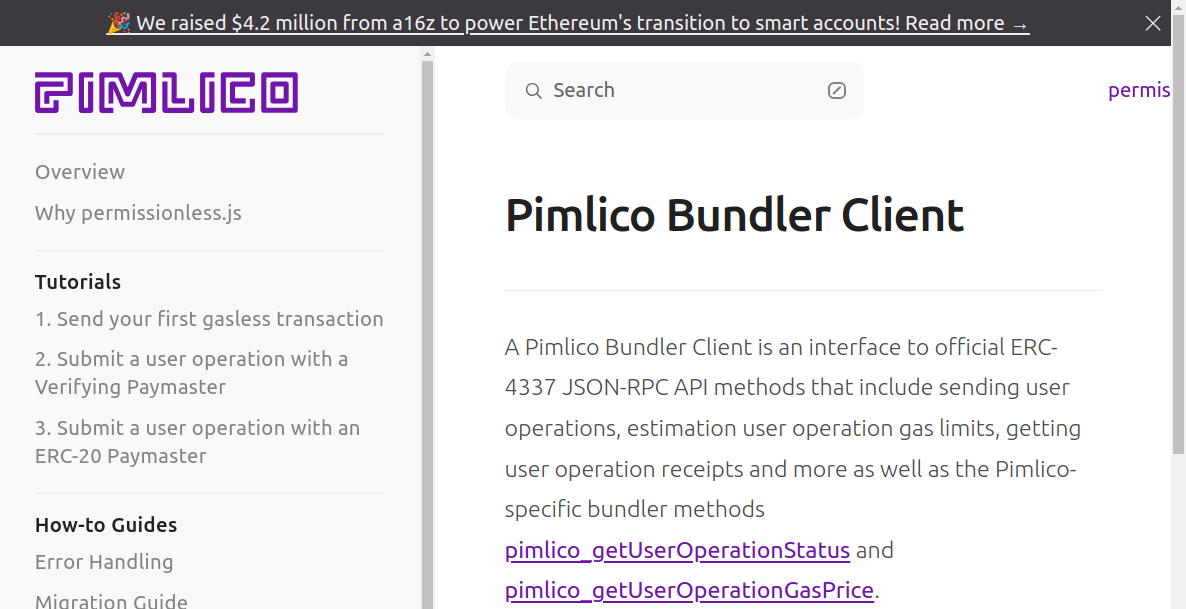 🎉 We raised $4.2 million from a16z to power Ethereum's transition to smart accounts! Read more →
PIMLICO
Search
permis
Overview
Why permissionless.js
Tutorials
1. Send your first gasless transaction
2. Submit a user operation with a
Verifying Paymaster
3. Submit a user operation with an
ERC-20 Paymaster
How-to Guides
Error Handling
Migration Guide
Pimlico Bundler Client
A Pimlico Bundler Client is an interface to official ERC-
4337 JSON-RPC API methods that include sending user
operations, estimation user operation gas limits, getting
user operation receipts and more as well as the Pimlico-
specific bundler methods
pimlico_getUserOperationStatus and
pimlico_getUserOperationGasPrice.